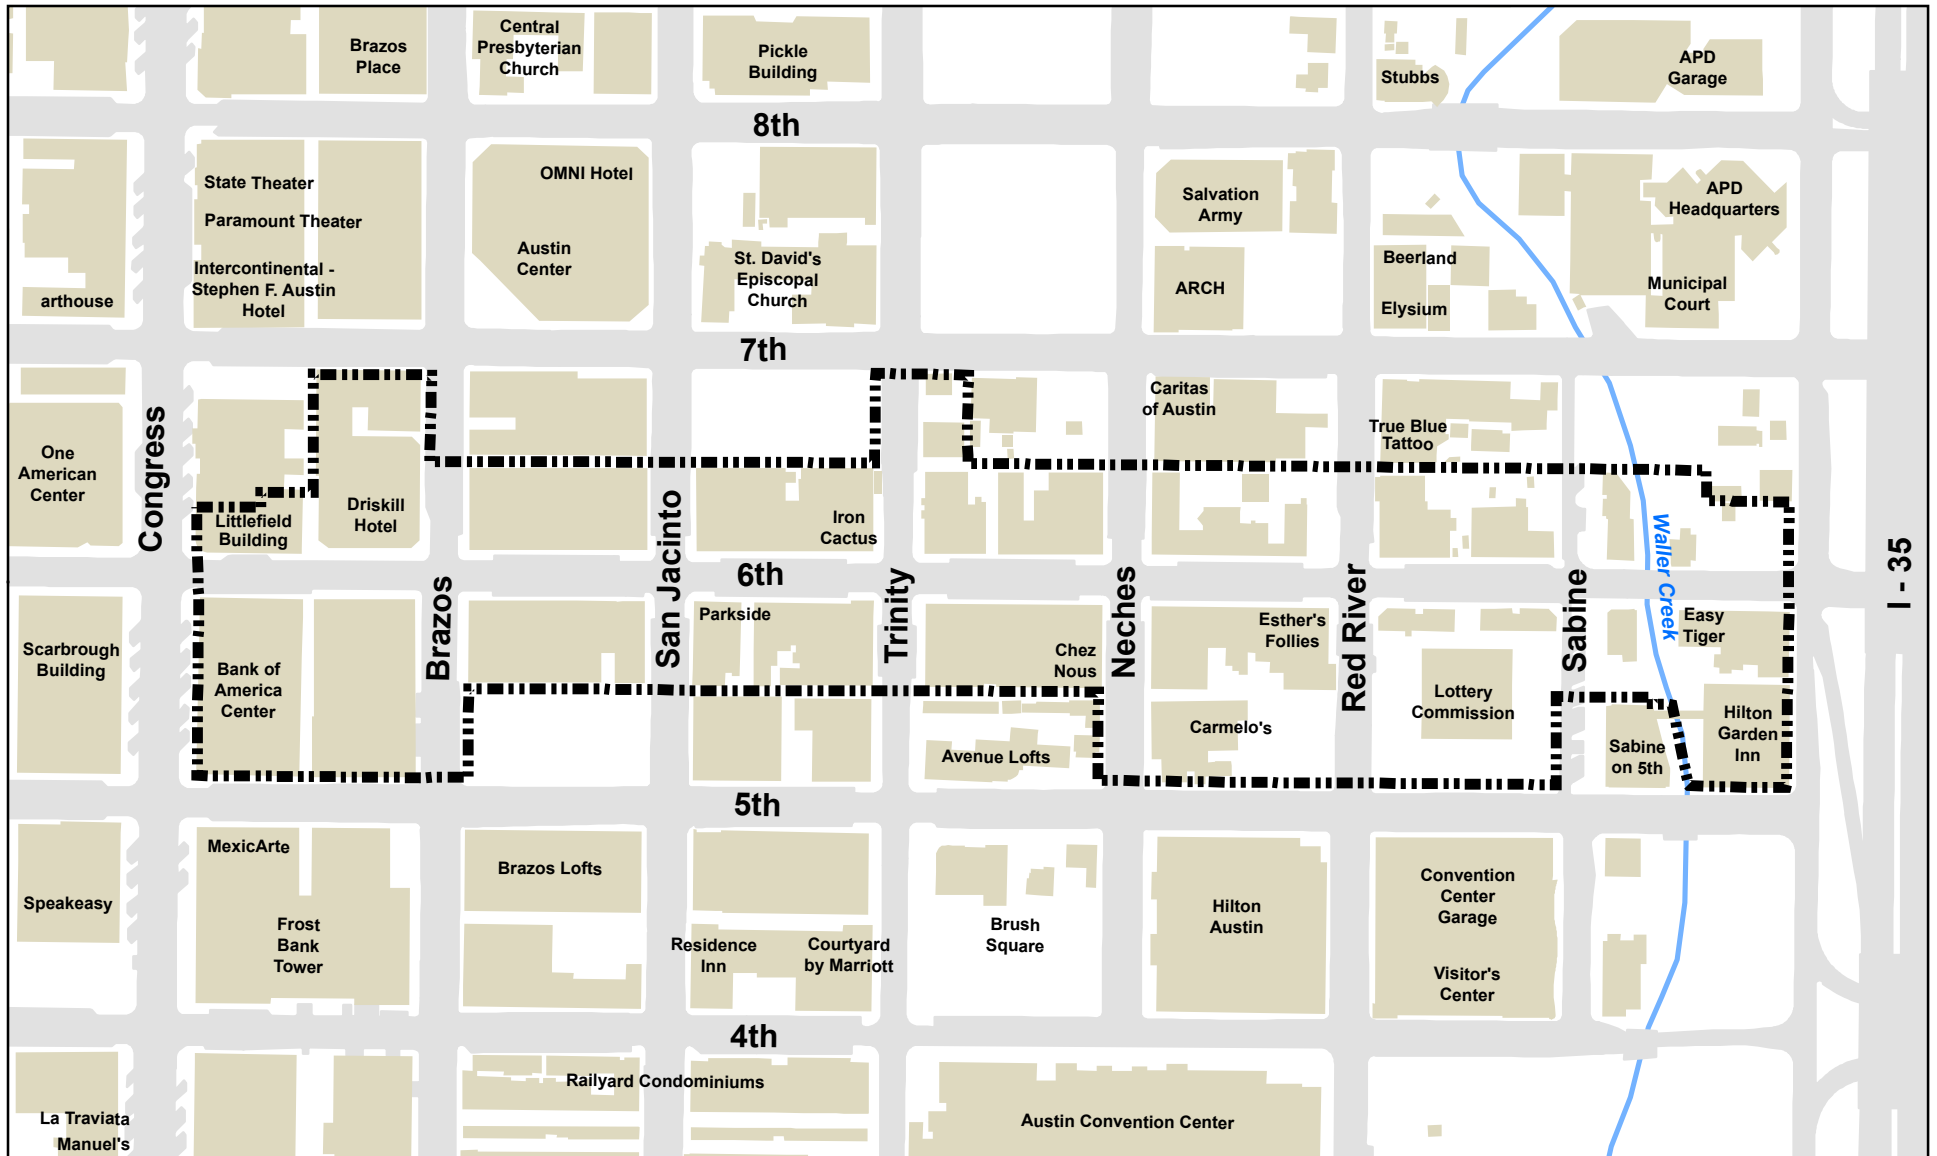 Brazos
Place
Central
Presbyterian
Church
Pickle
Building
Stubbs
APD
Garage
8th
State Theater
Paramount Theater
Intercontinental -
Stephen F. Austin
Hotel
arthouse
OMNI Hotel
Austin
Center
St. David's
Episcopal
Church
Salvation
Army
ARCH
Beerland
Elysium
APD
Headquarters
Municipal
Court
7th
One
American
Center
Congress
Littlefield
Building
Driskill
Hotel
Iron
Cactus
Caritas
of Austin
True Blue
Tattoo
Waller Creek
I - 35
6th
Brazos
San Jacinto
Trinity
Neches
Red River
Sabine
Scarbrough
Building
Bank of
America
Center
Parkside
Chez
Nous
Esther's
Follies
Easy
Tiger
Lottery
Commission
Carmelo's
Avenue Lofts
Sabine
on 5th
Hilton
Garden
Inn
5th
MexicArte
Speakeasy
Frost
Bank
Tower
Brazos Lofts
Residence
Inn
Courtyard
by Marriott
Brush
Square
Hilton
Austin
Convention
Center
Garage
Visitor's
Center
4th
Railyard Condominiums
Austin Convention Center
La Traviata
Manuel's